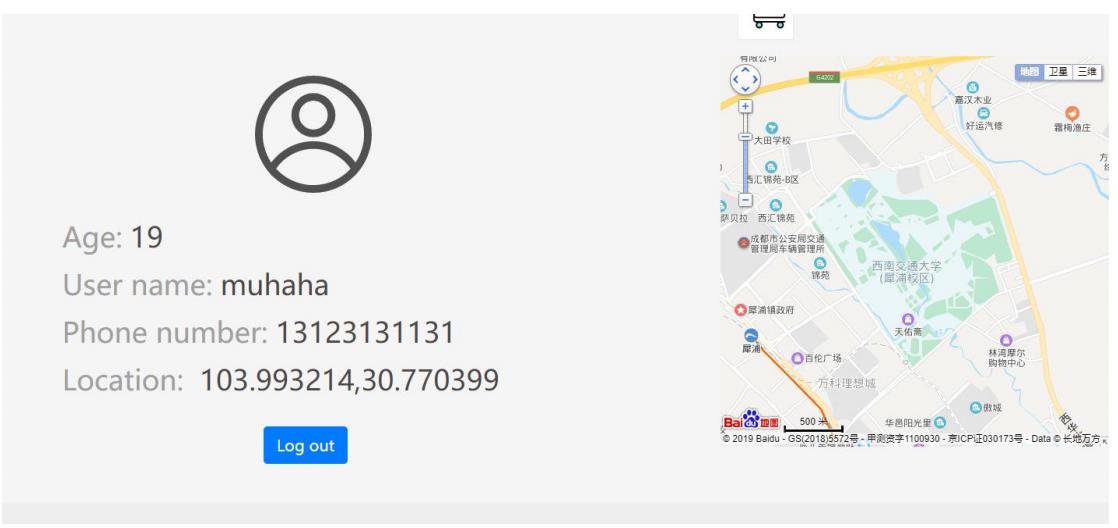 Age: 19
User name: muhaha
Phone number: 13123131131
Location: 103.993214,30.770399
Log out
有限公司
G4202
地图 卫星 三维
嘉汉木业
好运汽修
霜梅渔庄
大田学校
西汇锦苑-B区
萨贝拉
西汇锦苑
成都市公安局交通
管理局车辆管理所
锦苑
西南交通大学
(犀浦校区)
犀浦镇政府
天佑斋
犀浦
百伦广场
林湾摩尔
购物中心
万科理想城
傲城
500 米
华邑阳光里
西华
Bai du 地图
© 2019 Baidu - GS(2018)5572号 - 甲测资字1100930 - 京ICP证030173号 - Data © 长地万方